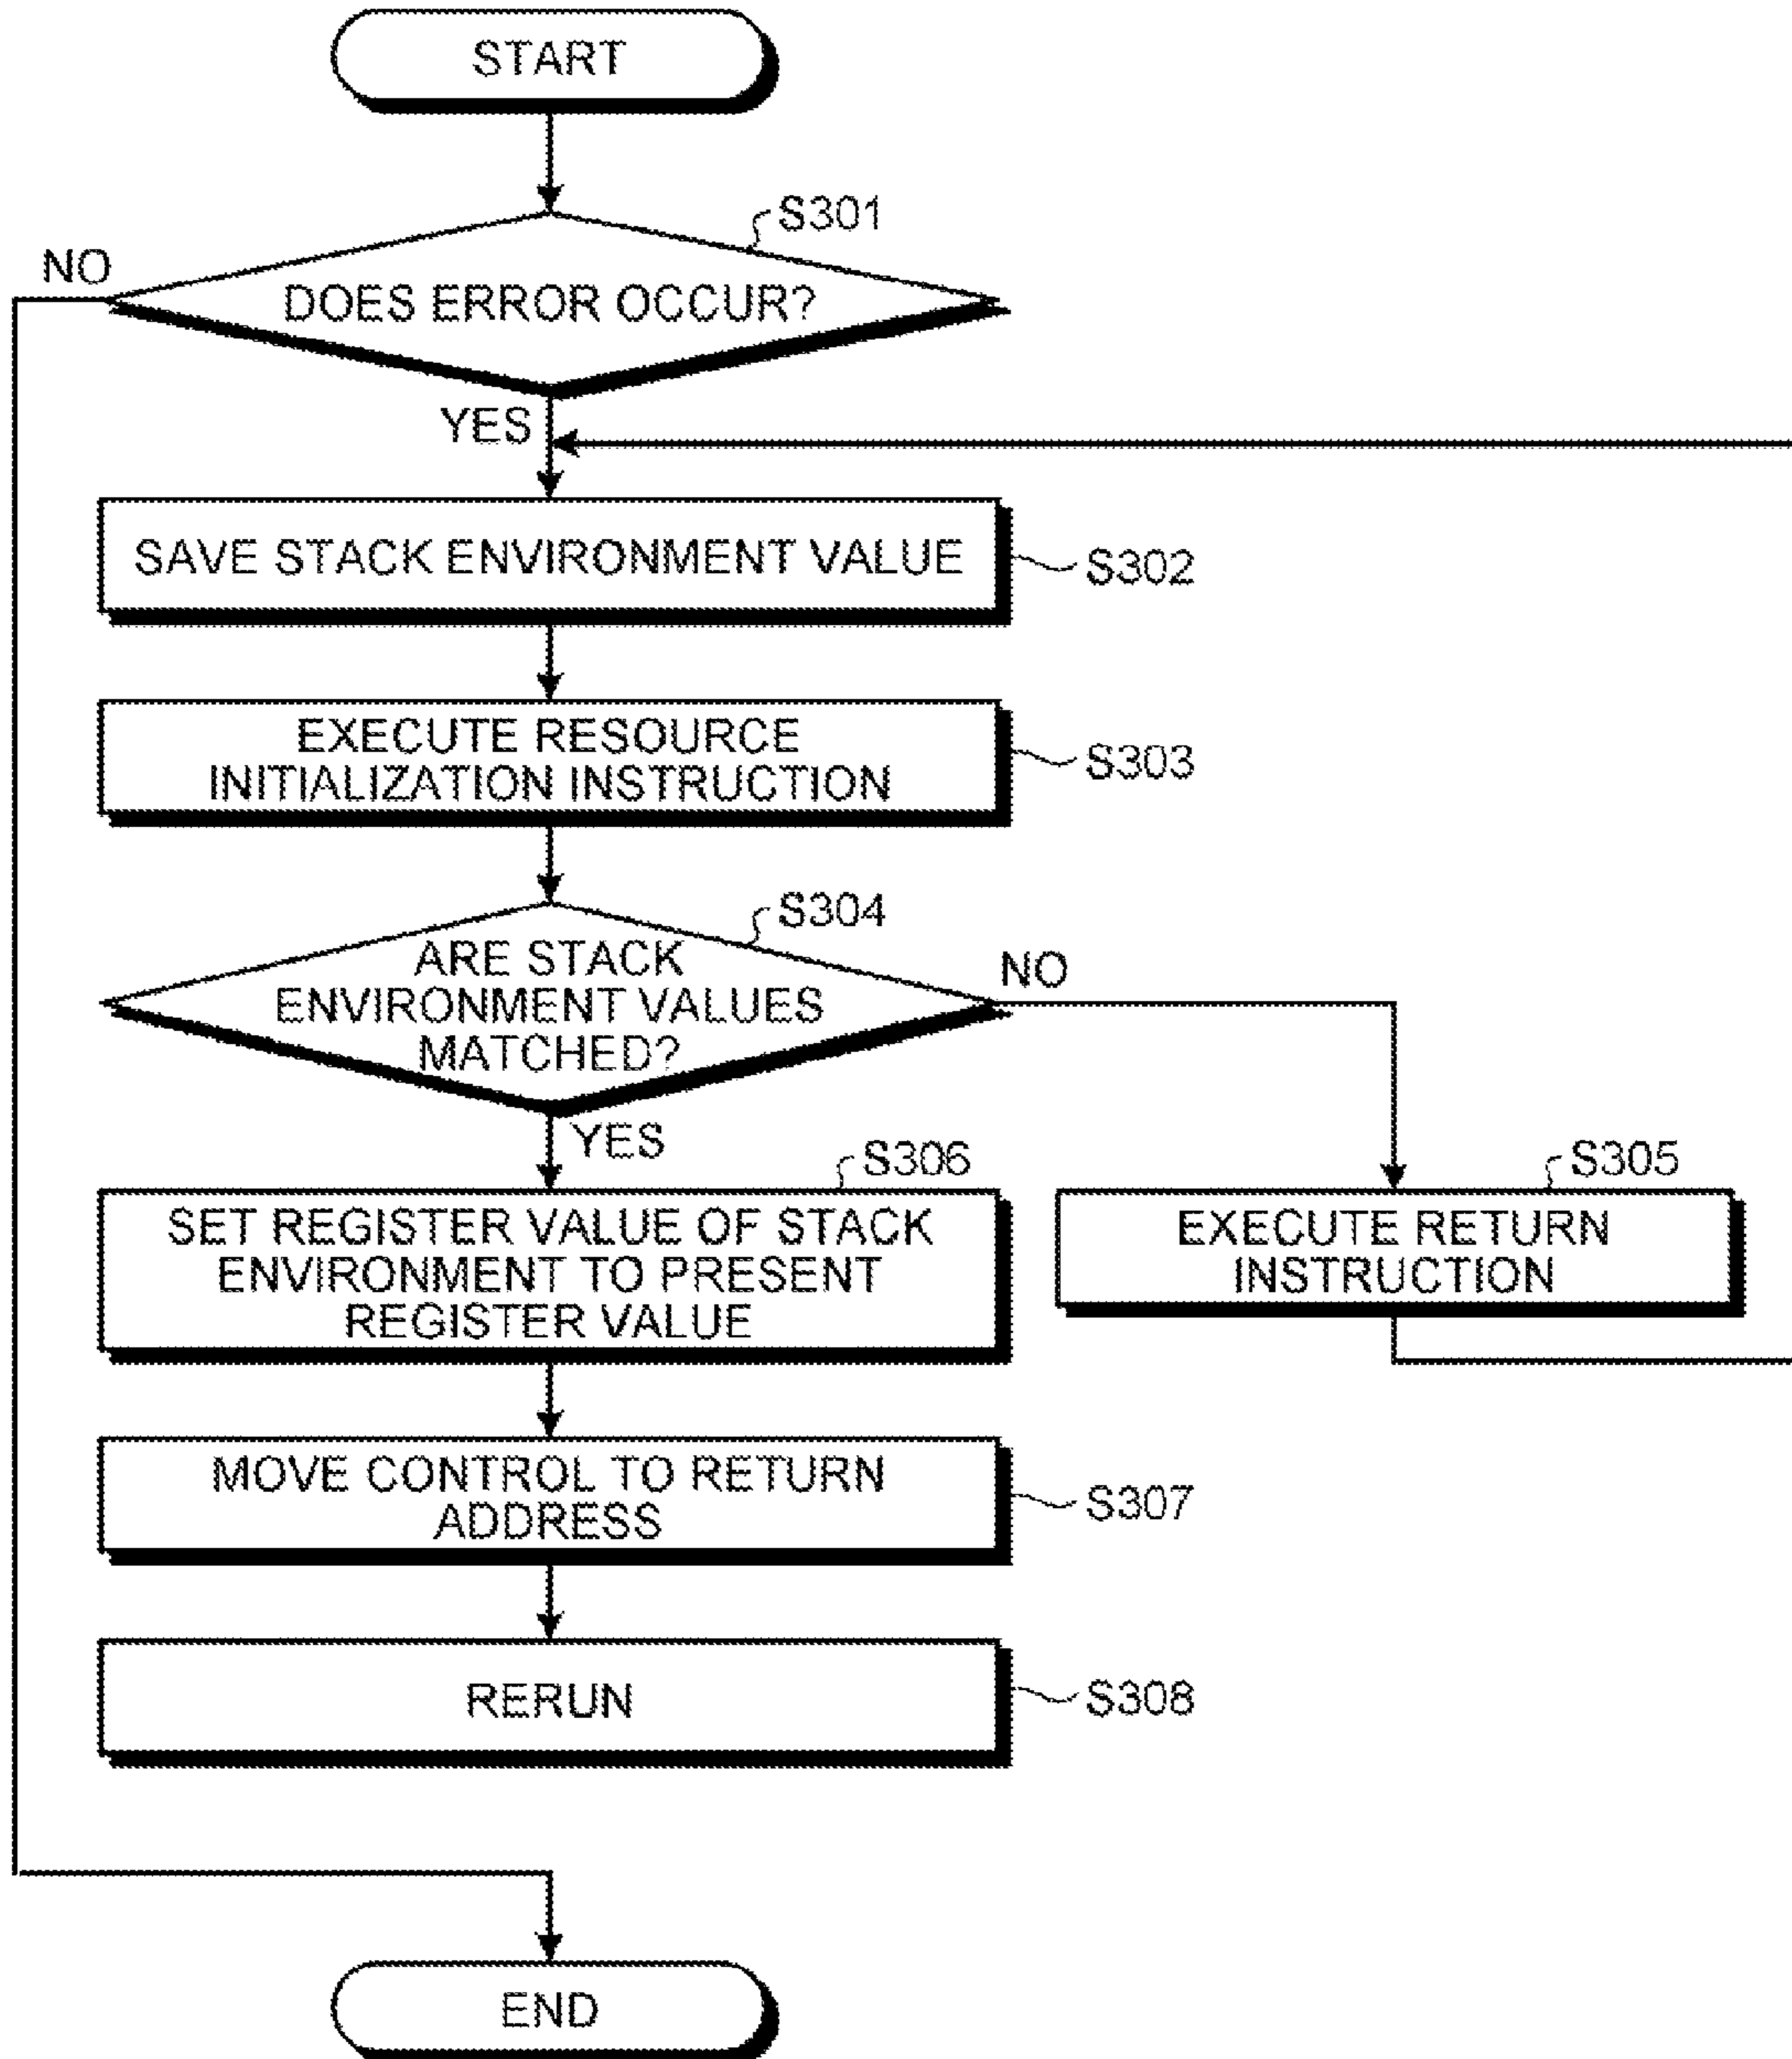 START
S301
NO
DOES ERROR OCCUR?
YES
SAVE STACK ENVIRONMENT VALUE
S302
EXECUTE RESOURCE
INITIALIZATION INSTRUCTION
S303
S304
ARE STACK
ENVIRONMENT VALUES
MATCHED?
NO
YES
S306
SET REGISTER VALUE OF STACK
ENVIRONMENT TO PRESENT
REGISTER VALUE
S305
EXECUTE RETURN
INSTRUCTION
MOVE CONTROL TO RETURN
ADDRESS
S307
RERUN
S308
END